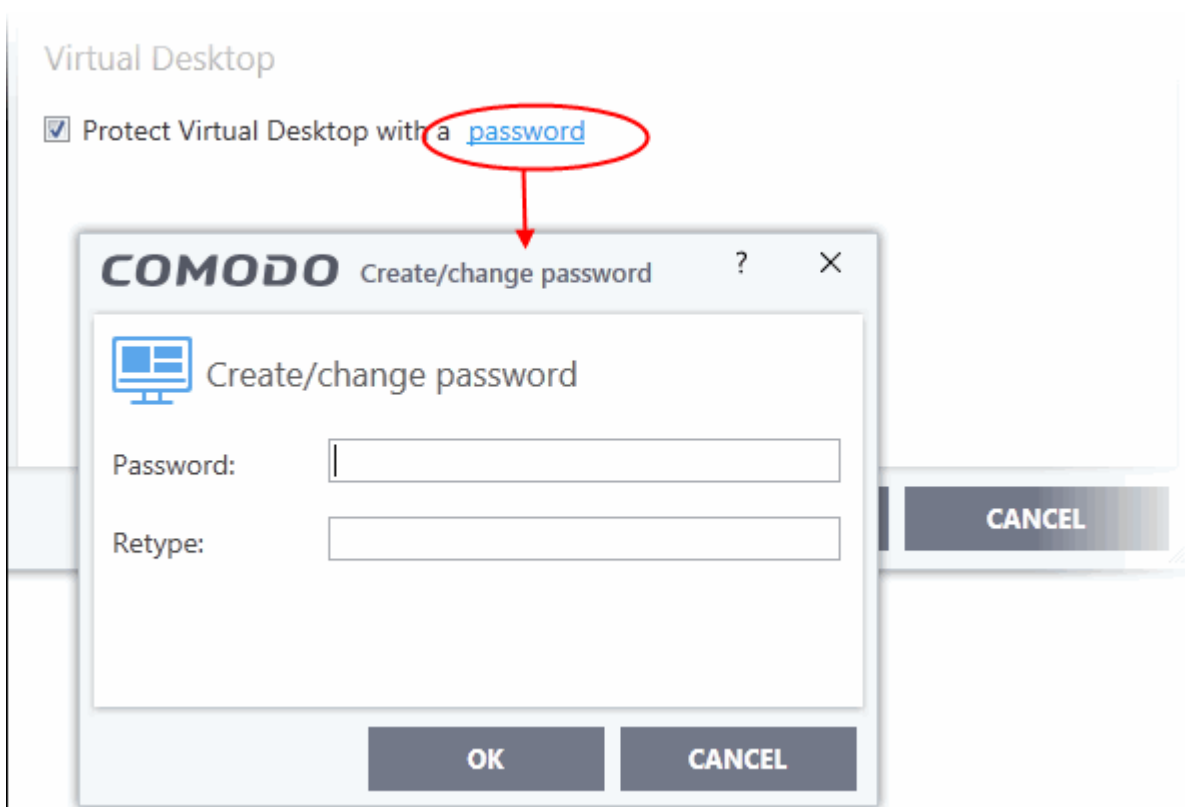 Virtual Desktop
Protect Virtual Desktop with a password
COMODO Create/change password ?
Create/change password
Password:
Retype:
CANCEL
OK CANCEL